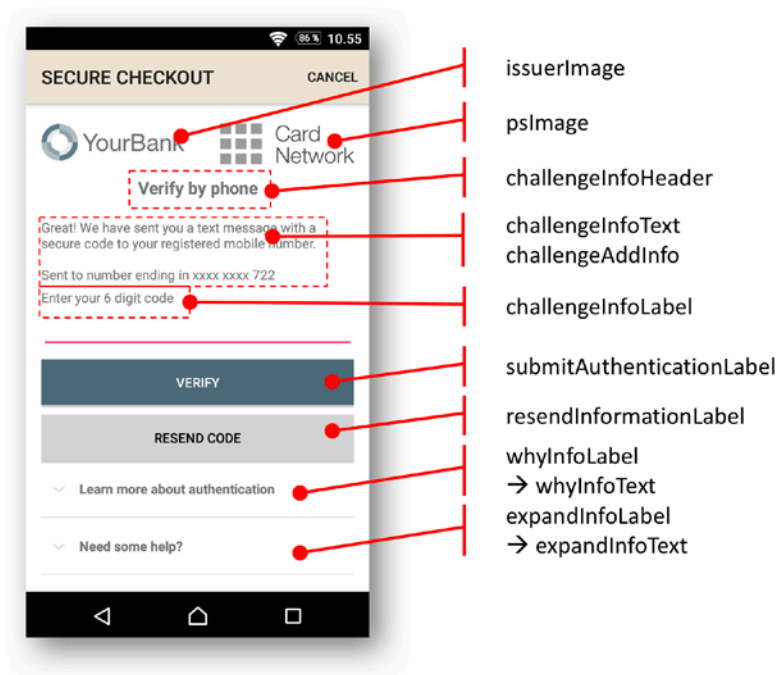 86 % 10.55
SECURE CHECKOUT CANCEL
YourBank
Card
Network
Verify by phone
Great! We have sent you a text message with a
secure code to your registered mobile number.
Sent to number ending in xxxx xxxx 722
Enter your 6 digit code
VERIFY
RESEND CODE
Learn more about authentication
Need some help?
issuerImage
psImage
challengeInfoHeader
challengeInfoText
challengeAddInfo
challengeInfoLabel
submitAuthenticationLabel
resendInformationLabel
whyInfoLabel
→ whyInfoText
expandInfoLabel
→ expandInfoText